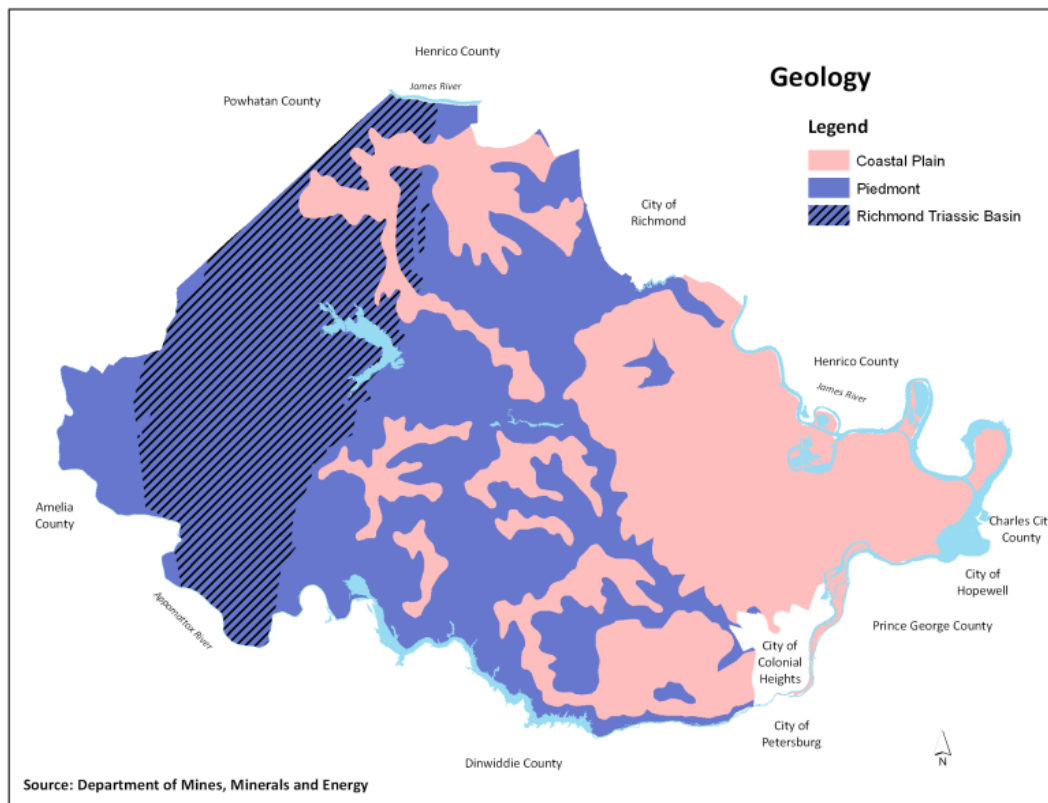 Henrico County
James River
Powhatan County
Geology
Legend
Coastal Plain
Piedmont
Richmond Triassic Basin
City of
Richmond
Henrico County
James River
Amelia
County
Charles City
County
City of
Hopewell
Appomattox River
Prince George County
City of
Colonial
Heights
City of
Petersburg
Dinwiddie County
N
Source: Department of Mines, Minerals and Energy